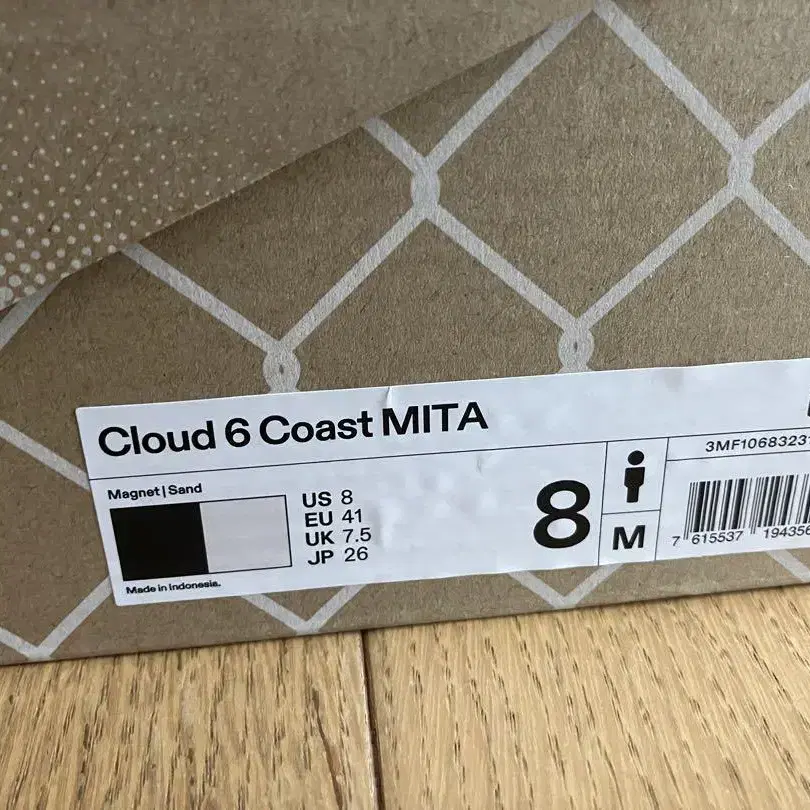 Cloud 6 Coast MITA
Magnet | Sand
US 8
EU 41
UK 7.5
JP 26
Made in Indonesia.
8
M
3MF1068323
7 615537 19435